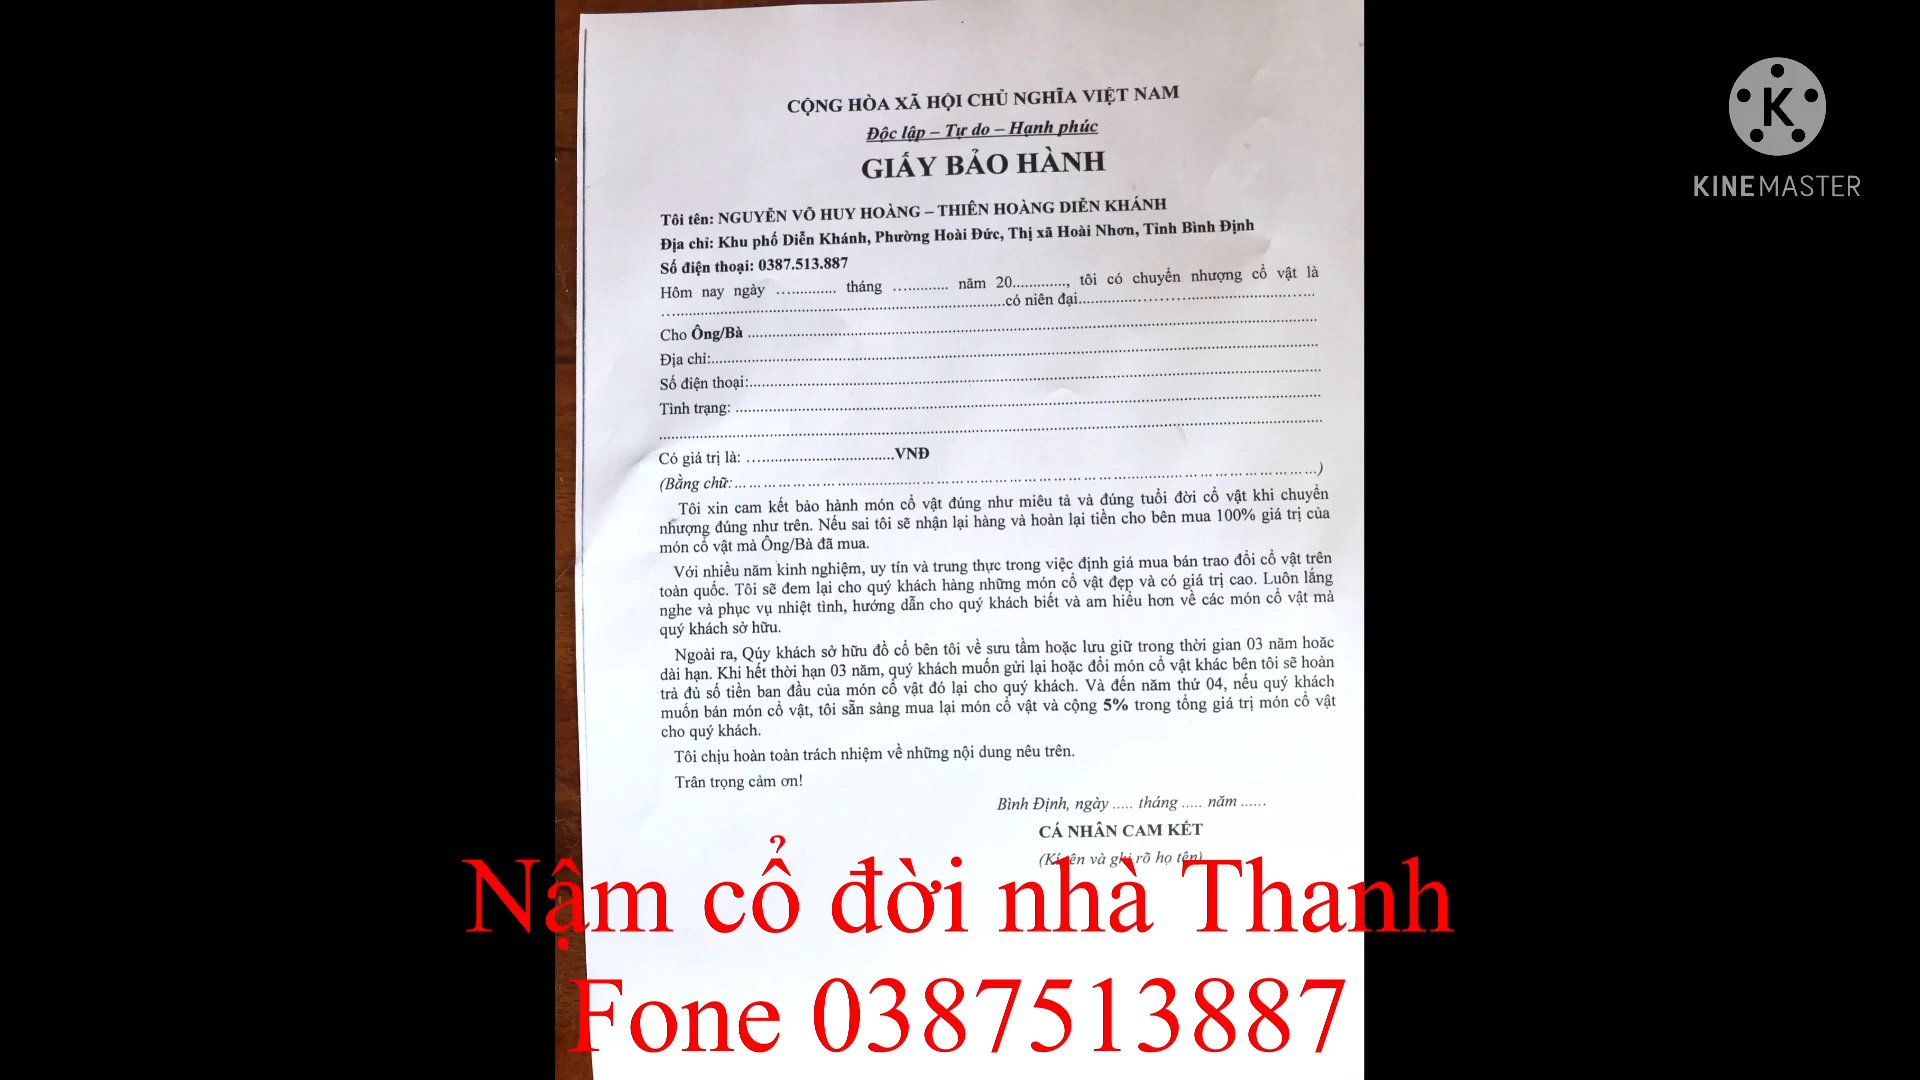 CỘNG HÒA XÃ HỘI CHỦ NGHĨA VIỆT NAM
Độc lập – Tự do – Hạnh phúc
GIẤY BẢO HÀNH
Tôi tên: NGUYỄN VÕ HUY HOÀNG – THIÊN HOÀNG DIỄN KHÁNH
Địa chỉ: Khu phố Diễn Khánh, Phường Hoài Đức, Thị xã Hoài Nhơn, Tỉnh Bình Định
Số điện thoại: 0387.513.887
Hôm nay ngày .............. tháng .............. năm 20............., tôi có chuyển nhượng cổ vật là
....................................................................................có niên đại..........................................................
Cho Ông/Bà ..........................................................................................................................
Địa chỉ:..........................................................................................................................
Số điện thoại:..........................................................................................................................
Tình trạng: ..........................................................................................................................
..........................................................................................................................
Có giá trị là: .....................................VNĐ
(Bằng chữ:..........................................................................................................................)
Tôi xin cam kết bảo hành món cổ vật đúng như miêu tả và đúng tuổi đời cổ vật khi chuyển
nhượng đúng như trên. Nếu sai tôi sẽ nhận lại hàng và hoàn lại tiền cho bên mua 100% giá trị của
món cổ vật mà Ông/Bà đã mua.
Với nhiều năm kinh nghiệm, uy tín và trung thực trong việc định giá mua bán trao đổi cổ vật trên
toàn quốc. Tôi sẽ đem lại cho quý khách hàng những món cổ vật đẹp và có giá trị cao. Luôn lắng
nghe và phục vụ nhiệt tình, hướng dẫn cho quý khách biết và am hiểu hơn về các món cổ vật mà
quý khách sở hữu.
Ngoài ra, Qúy khách sở hữu đồ cổ bên tôi về sưu tầm hoặc lưu giữ trong thời gian 03 năm hoăc
dài hạn. Khi hết thời hạn 03 năm, quý khách muốn gửi lại hoặc đổi món cổ vật khác bên tôi sẽ hoàn
trả đủ số tiền ban đầu của món cổ vật đó lại cho quý khách. Và đến năm thứ 04, nếu quý khách
muốn bán món cổ vật, tôi sẵn sàng mua lại món cổ vật và cộng 5% trong tổng giá trị món cổ vật
cho quý khách.
Tôi chịu hoàn toàn trách nhiệm về những nội dung nêu trên.
Trân trọng cảm ơn!
Bình Định, ngày ..... tháng ..... năm ......
CÁ NHÂN CAM KẾT
(Kí tên và ghi rõ họ tên)
Nậm cổ đời nhà Thanh
Fone 0387513887
K
KINEMASTER